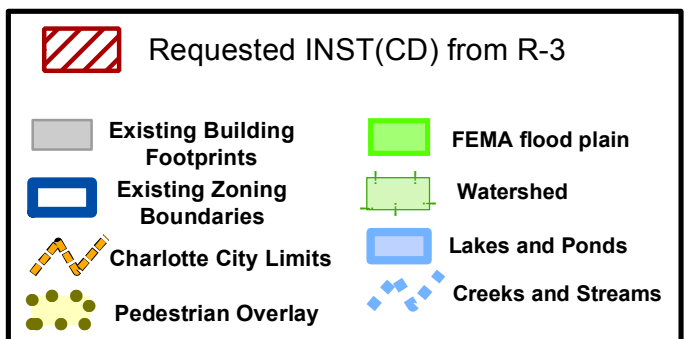 Requested INST(CD) from R-3
Existing Building
Footprints
Existing Zoning
Boundaries
Charlotte City Limits
Pedestrian Overlay
FEMA flood plain
Watershed
Lakes and Ponds
Creeks and Streams